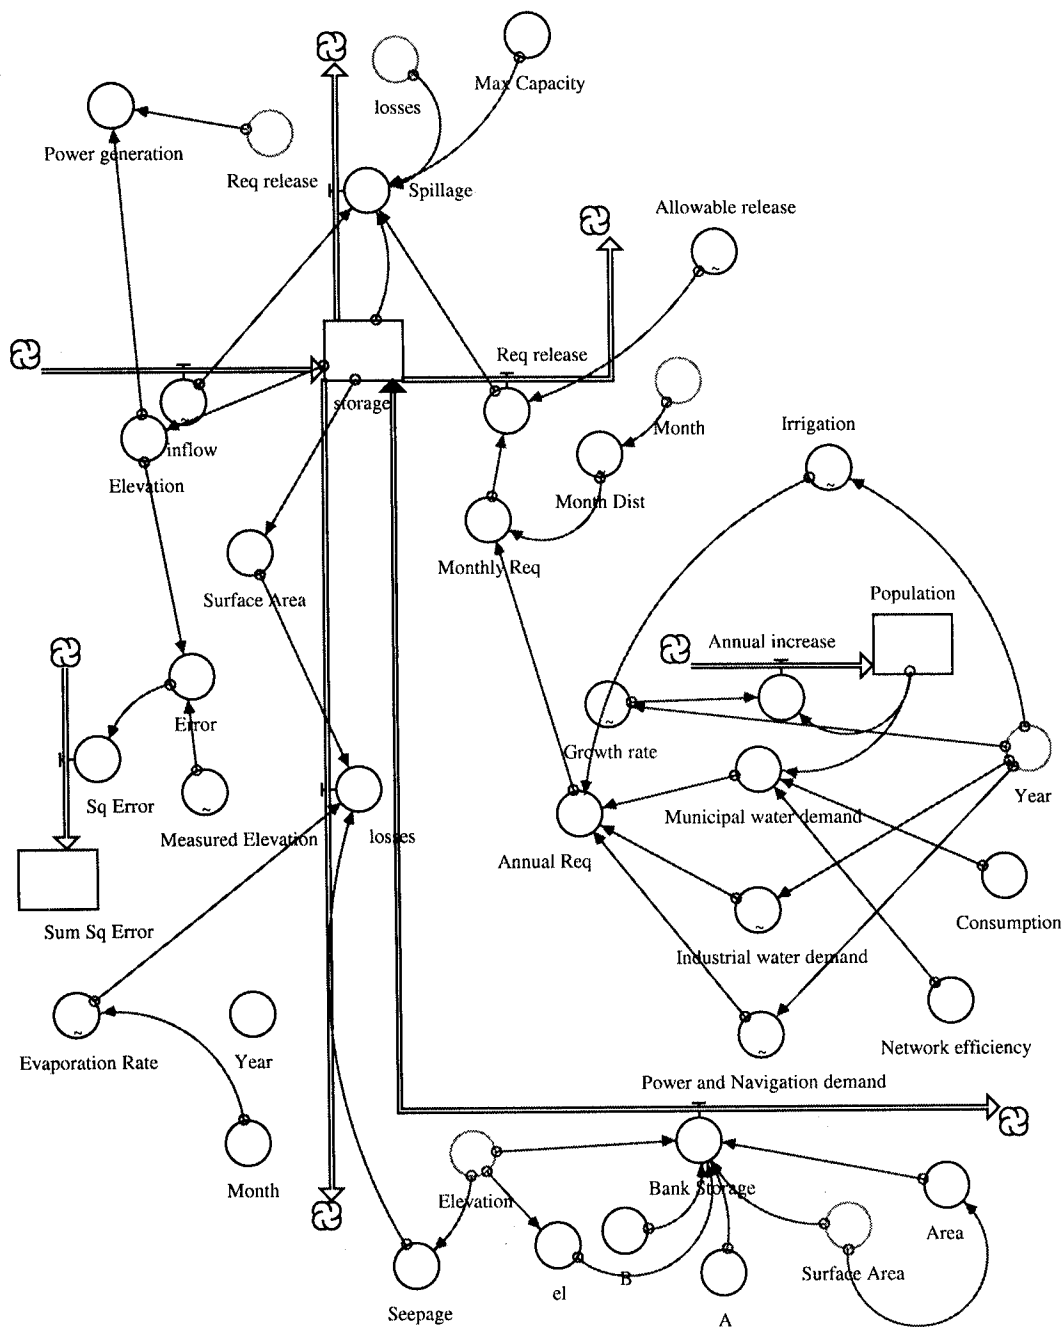 Max Capacity
losses
Power generation
Req release
Spillage
Allowable release
Req release
storage
Month
inflow
Irrigation
Elevation
Month Dist
Monthly Req
Surface Area
Population
Annual increase
Error
Growth rate
Year
Sq Error
Municipal water demand
Measured Elevation
losses
Annual Req
Consumption
Sum Sq Error
Industrial water demand
Network efficiency
Evaporation Rate
Year
Power and Navigation demand
Month
Bank Storage
Elevation
Area
B
Surface Area
el
Seepage
A
~
~
~
~
~
~
~
~
~